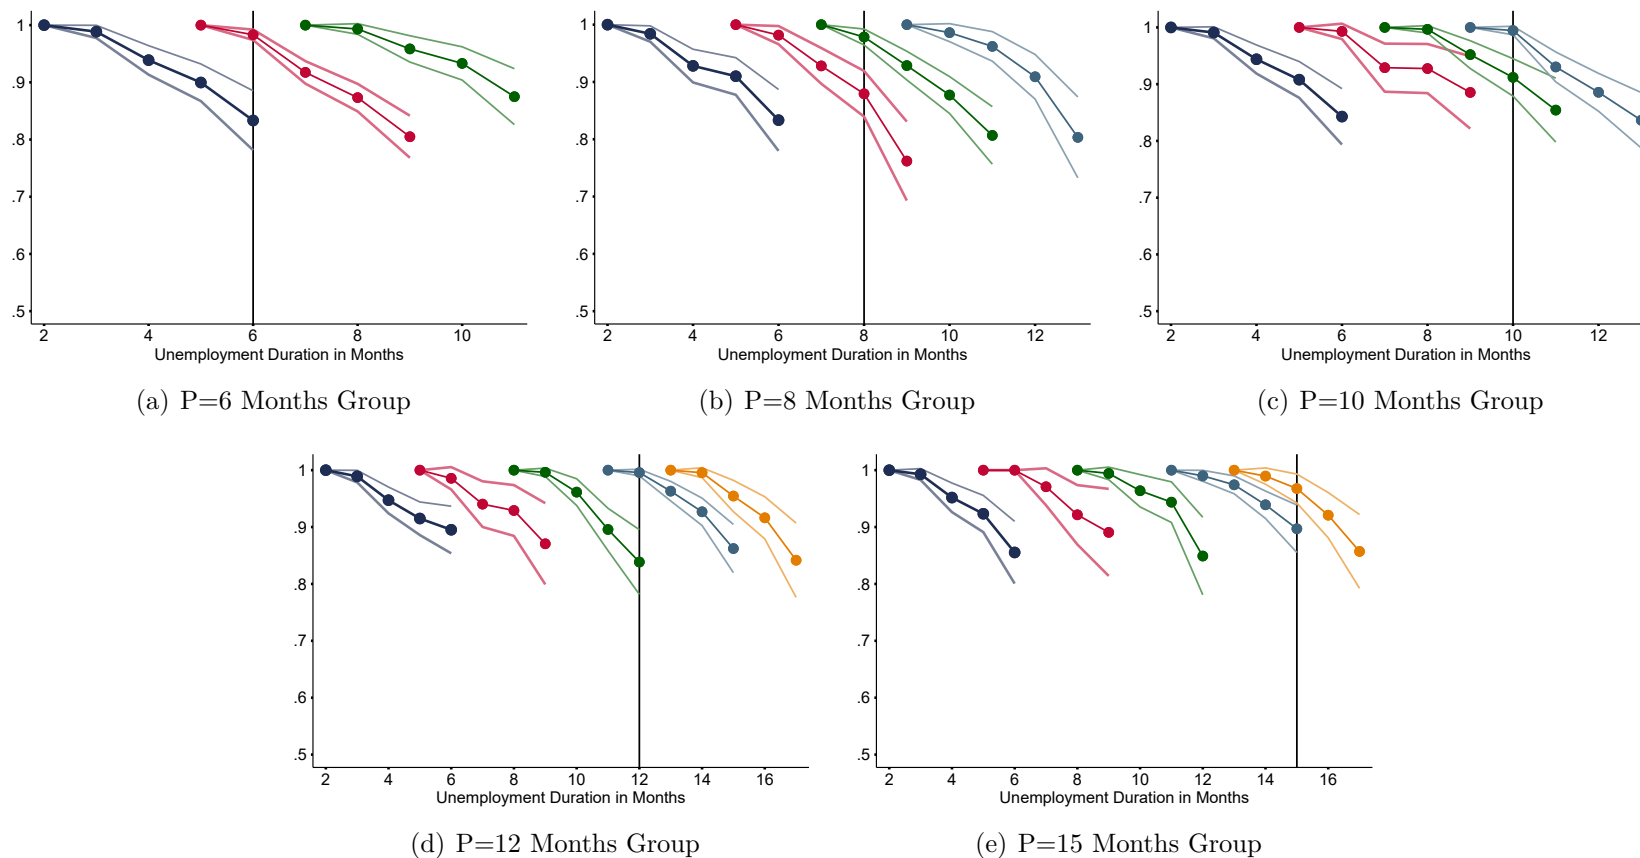 1
.9
.8
.7
.6
.5
2 4 6 8 10
Unemployment Duration in Months
(a) P=6 Months Group
1
.9
.8
.7
.6
.5
2 4 6 8 10 12
Unemployment Duration in Months
(b) P=8 Months Group
1
.9
.8
.7
.6
.5
2 4 6 8 10 12
Unemployment Duration in Months
(c) P=10 Months Group
1
.9
.8
.7
.6
.5
2 4 6 8 10 12 14 16
Unemployment Duration in Months
(d) P=12 Months Group
1
.9
.8
.7
.6
.5
2 4 6 8 10 12 14 16
Unemployment Duration in Months
(e) P=15 Months Group